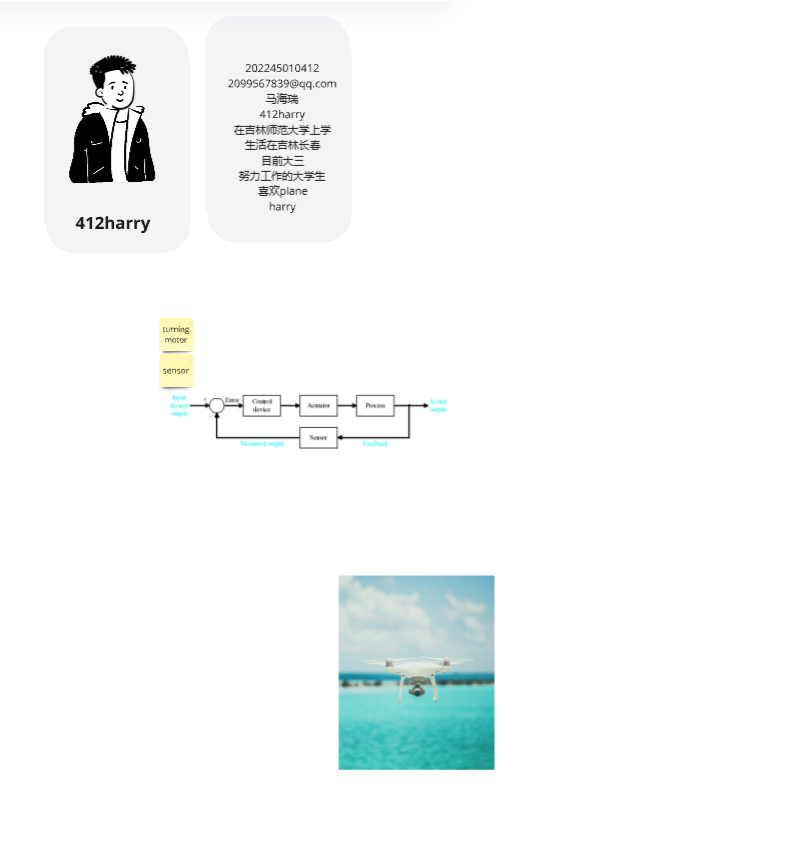 412harry
202245010412
2099567839@qq.com
马海瑞
412harry
在吉林师范大学上学
生活在吉林长春
目前大三
努力工作的大学生
喜欢plane
harry
turning
motor
sensor
Input
desired
output
+
Error
Control
device
Actuator
Process
Actual
output
Sensor
Measured output
Feedback